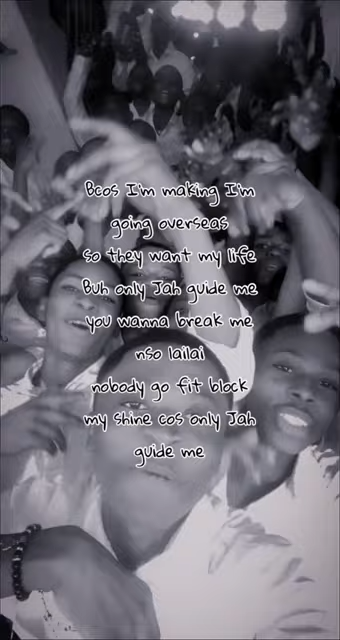 Bcos I'm making I'm
going overseas
so they want my life
Buh only Jah guide me
you wanna break me
nso lailai
nobody go fit block
my shine cos only Jah
guide me